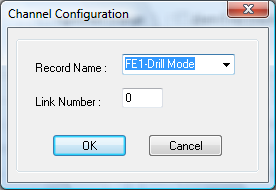 Channel Configuration
Record Name : FE1-Drill Mode
Link Number : 0
OK Cancel